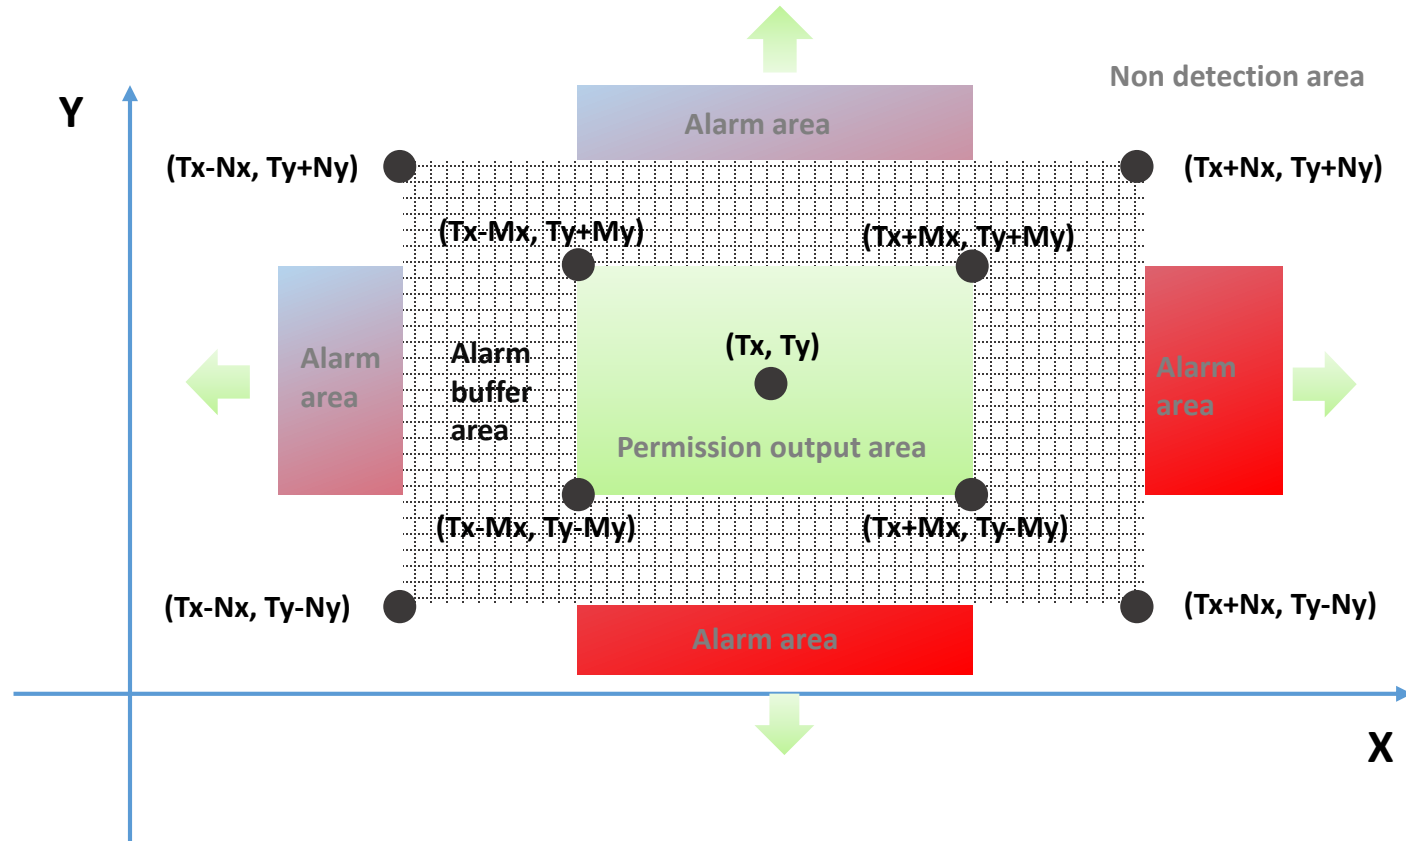 Non detection area
Y
Alarm area
(Tx-Nx, Ty+Ny)
(Tx+Nx, Ty+Ny)
(Tx-Mx, Ty+My)
(Tx+Mx, Ty+My)
(Tx, Ty)
Alarm
area
Alarm
buffer
area
Alarm
area
Permission output area
(Tx-Mx, Ty-My)
(Tx+Mx, Ty-My)
(Tx-Nx, Ty-Ny)
(Tx+Nx, Ty-Ny)
Alarm area
X